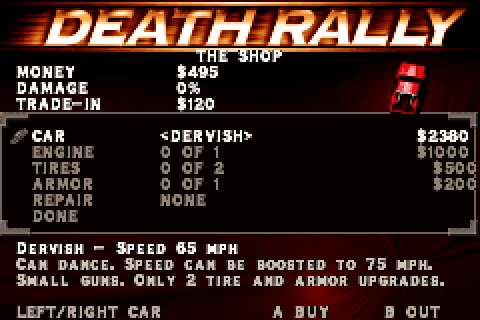 DEATH RALLY
THE SHOP
MONEY $495
DAMAGE 0%
TRADE-IN $120
CAR <DERVISH> $2380
ENGINE 0 OF 1 $1000
TIRES 0 OF 2 $500
ARMOR 0 OF 1 $200
REPAIR NONE
DONE
DERVISH - SPEED 65 MPH
CAN DANCE. SPEED CAN BE BOOSTED TO 75 MPH.
SMALL GUNS. ONLY 2 TIRE AND ARMOR UPGRADES.
LEFT/RIGHT CAR A BUY B OUT